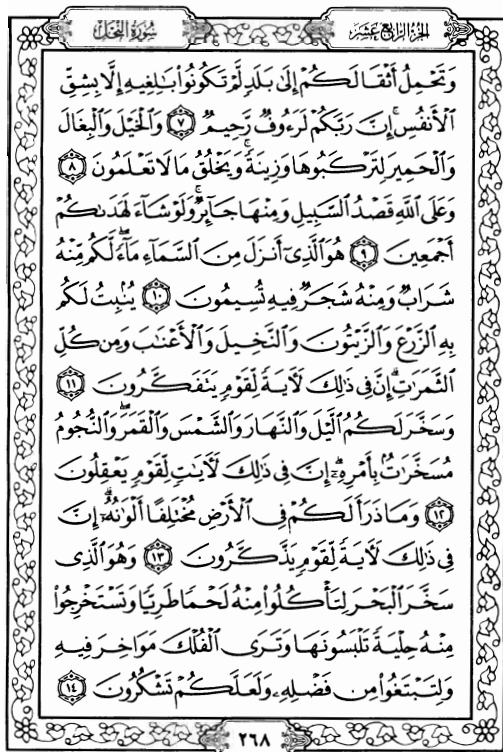 الجزء الرابع عشر
سورة النحل
وَتَحْمِلُ أَثْقَالَكُمْ إِلَىٰ بَلَدٍ لَّمْ تَكُونُوا۟ بَٰلِغِيهِ إِلَّا بِشِقِّ
ٱلْأَنفُسِ ۚ إِنَّ رَبَّكُمْ لَرَءُوفٌ رَّحِيمٌ ٧ وَٱلْخَيْلَ وَٱلْبِغَالَ
وَٱلْحَمِيرَ لِتَرْكَبُوهَا وَزِينَةً ۚ وَيَخْلُقُ مَا لَا تَعْلَمُونَ ٨
وَعَلَى ٱللَّهِ قَصْدُ ٱلسَّبِيلِ وَمِنْهَا جَآئِرٌ ۚ وَلَوْ شَآءَ لَهَدَىٰكُمْ
أَجْمَعِينَ ٩ هُوَ ٱلَّذِىٓ أَنزَلَ مِنَ ٱلسَّمَآءِ مَآءً ۖ لَّكُم مِّنْهُ
شَرَابٌ وَمِنْهُ شَجَرٌ فِيهِ تُسِيمُونَ ١٠ يُنۢبِتُ لَكُم
بِهِ ٱلزَّرْعَ وَٱلزَّيْتُونَ وَٱلنَّخِيلَ وَٱلْأَعْنَٰبَ وَمِن كُلِّ
ٱلثَّمَرَٰتِ ۗ إِنَّ فِى ذَٰلِكَ لَءَايَةً لِّقَوْمٍ يَتَفَكَّرُونَ ١١
وَسَخَّرَ لَكُمُ ٱلَّيْلَ وَٱلنَّهَارَ وَٱلشَّمْسَ وَٱلْقَمَرَ ۖ وَٱلنُّجُومُ
مُسَخَّرَٰتٌۢ بِأَمْرِهِۦٓ ۗ إِنَّ فِى ذَٰلِكَ لَءَايَٰتٍ لِّقَوْمٍ يَعْقِلُونَ
١٢ وَمَا ذَرَأَ لَكُمْ فِى ٱلْأَرْضِ مُخْتَلِفًا أَلْوَٰنُهُۥٓ ۗ إِنَّ
فِى ذَٰلِكَ لَءَايَةً لِّقَوْمٍ يَذَّكَّرُونَ ١٣ وَهُوَ ٱلَّذِى
سَخَّرَ ٱلْبَحْرَ لِتَأْكُلُوا۟ مِنْهُ لَحْمًا طَرِيًّا وَتَسْتَخْرِجُوا۟
مِنْهُ حِلْيَةً تَلْبَسُونَهَا وَتَرَى ٱلْفُلْكَ مَوَاخِرَ فِيهِ
وَلِتَبْتَغُوا۟ مِن فَضْلِهِۦ وَلَعَلَّكُمْ تَشْكُرُونَ ١٤
٢٦٨